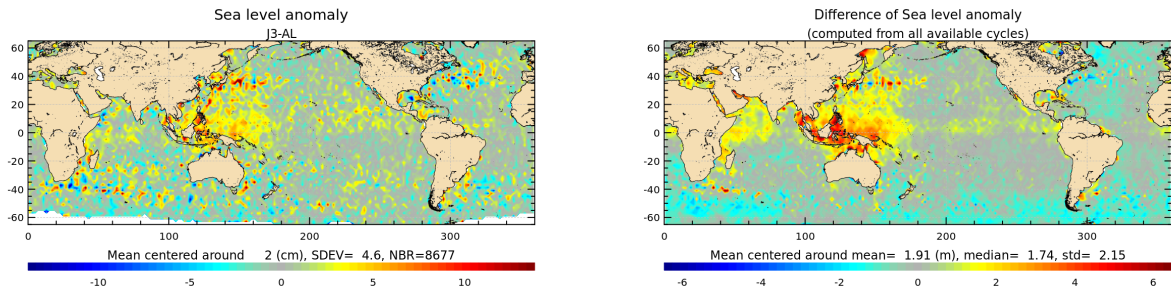 Sea level anomaly
J3-AL
60
40
20
0
-20
-40
-60
0 100 200 300
Mean centered around 2 (cm), SDEV= 4.6, NBR=8677
-10 -5 0 5 10
Difference of Sea level anomaly
(computed from all available cycles)
60
40
20
0
-20
-40
-60
0 100 200 300
Mean centered around mean= 1.91 (m), median= 1.74, std= 2.15
-6 -4 -2 0 2 4 6